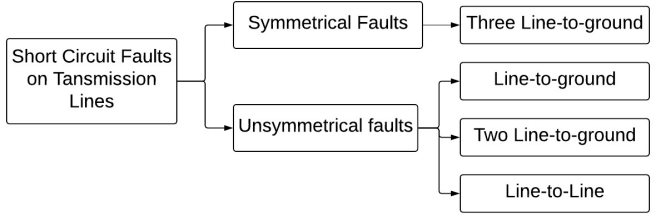 Short Circuit Faults
on Tansmission
Lines
Symmetrical Faults
Three Line-to-ground
Unsymmetrical faults
Line-to-ground
Two Line-to-ground
Line-to-Line